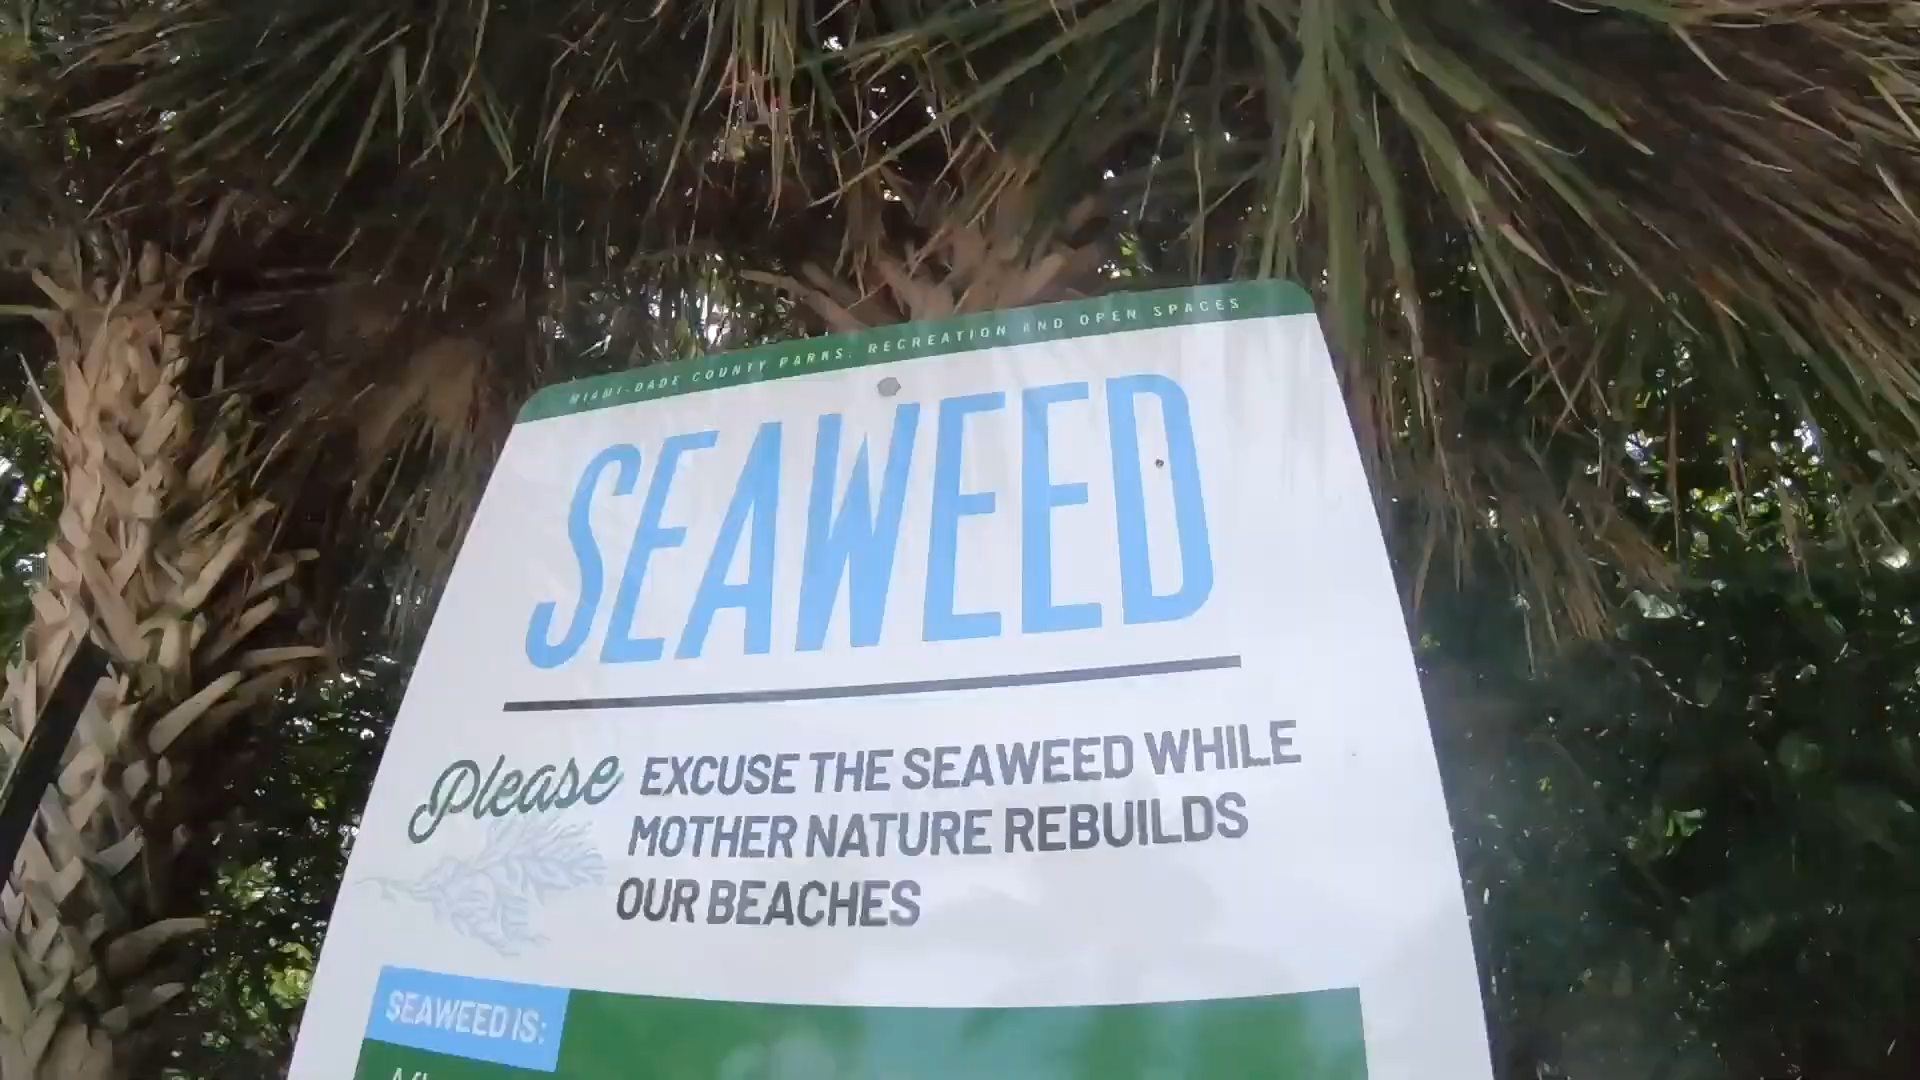 MIAMI-DADE COUNTY PARKS, RECREATION AND OPEN SPACES
SEAWEED
Please EXCUSE THE SEAWEED WHILE
MOTHER NATURE REBUILDS
OUR BEACHES
SEAWEED IS: